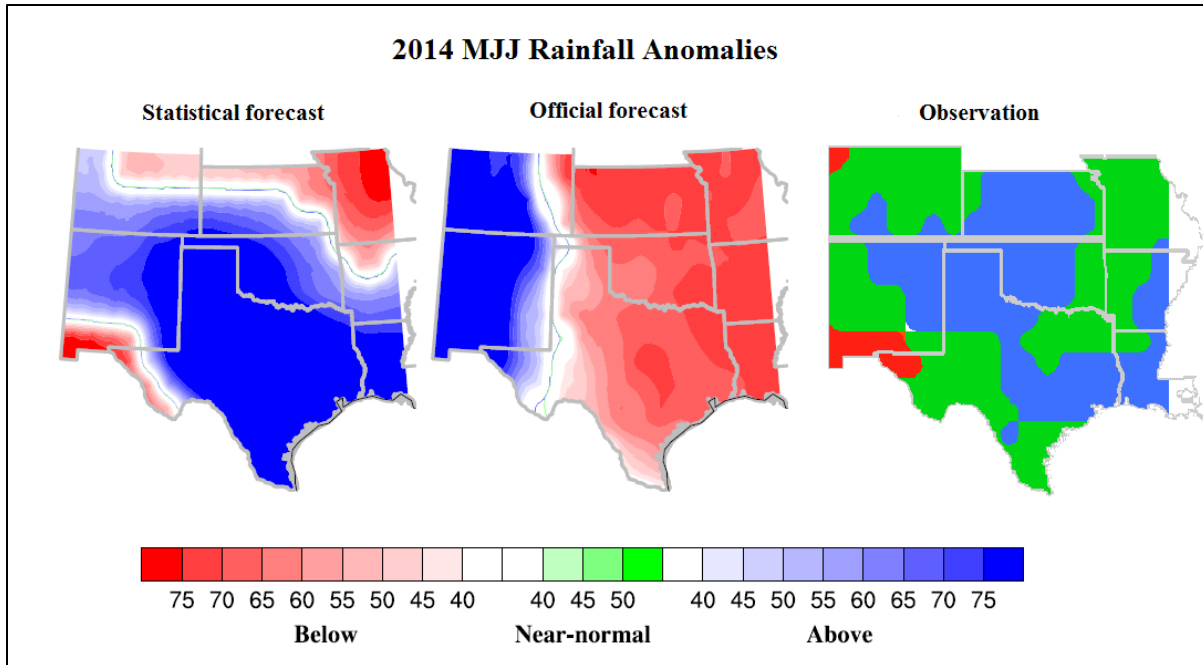 2014 MJJ Rainfall Anomalies
Statistical forecast Official forecast Observation
75 70 65 60 55 50 45 40 40 45 50 40 45 50 55 60 65 70 75
Below Near-normal Above